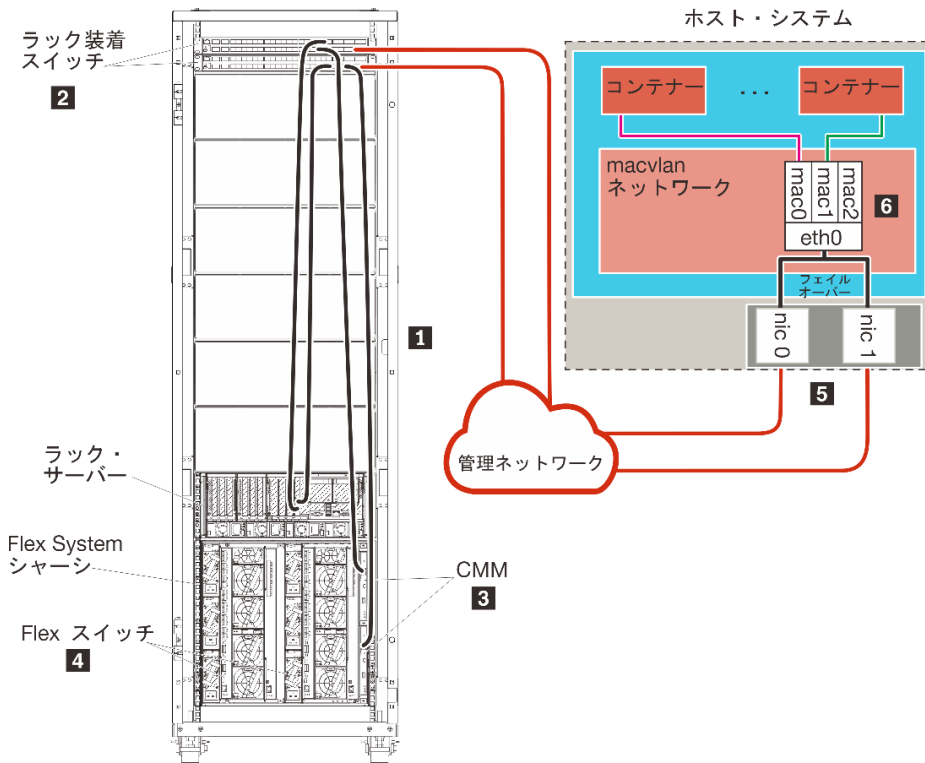 ホスト・システム
ラック装着
スイッチ
2
コンテナー
. . .
コンテナー
macvlan
ネットワーク
mac0
mac1
mac2
6
eth0
フェイル
オーバー
nic 0
nic 1
5
1
管理ネットワーク
ラック・
サーバー
Flex System
シャーシ
CMM
3
Flex スイッチ
4